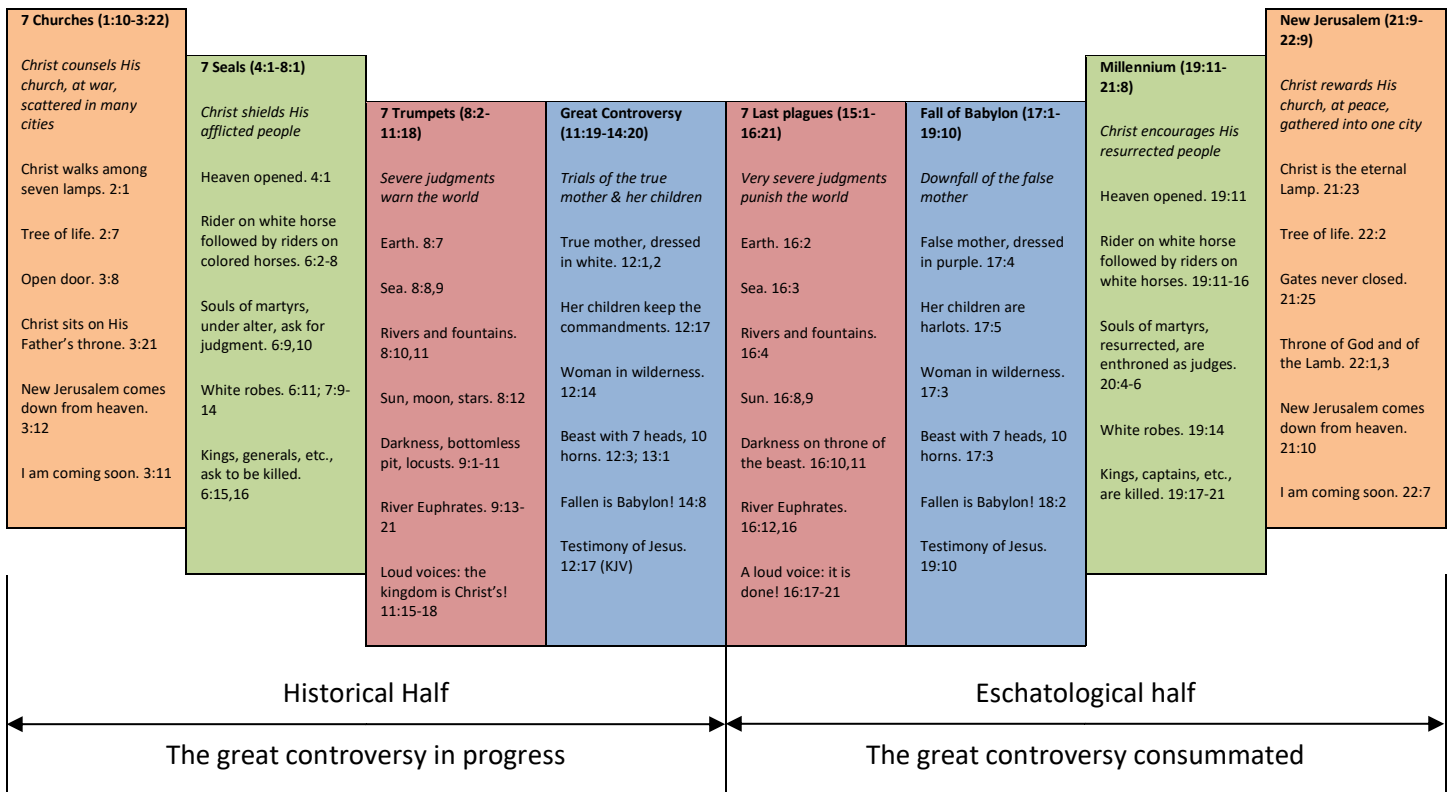 7 Churches (1:10-3:22)
Christ counsels His
church, at war,
scattered in many
cities
Christ walks among
seven lamps. 2:1
Tree of life. 2:7
Open door. 3:8
Christ sits on His
Father’s throne. 3:21
New Jerusalem comes
down from heaven.
3:12
I am coming soon. 3:11
7 Seals (4:1-8:1)
Christ shields His
afflicted people
Heaven opened. 4:1
Rider on white horse
followed by riders on
colored horses. 6:2-8
Souls of martyrs,
under alter, ask for
judgment. 6:9,10
White robes. 6:11; 7:9-
14
Kings, generals, etc.,
ask to be killed.
6:15,16
7 Trumpets (8:2-
11:18)
Severe judgments
warn the world
Earth. 8:7
Sea. 8:8,9
Rivers and fountains.
8:10,11
Sun, moon, stars. 8:12
Darkness, bottomless
pit, locusts. 9:1-11
River Euphrates. 9:13-
21
Loud voices: the
kingdom is Christ’s!
11:15-18
Great Controversy
(11:19-14:20)
Trials of the true
mother & her children
True mother, dressed
in white. 12:1,2
Her children keep the
commandments. 12:17
Woman in wilderness.
12:14
Beast with 7 heads, 10
horns. 12:3; 13:1
Fallen is Babylon! 14:8
Testimony of Jesus.
12:17 (KJV)
7 Last plagues (15:1-
16:21)
Very severe judgments
punish the world
Earth. 16:2
Sea. 16:3
Rivers and fountains.
16:4
Sun. 16:8,9
Darkness on throne of
the beast. 16:10,11
River Euphrates.
16:12,16
A loud voice: it is
done! 16:17-21
Fall of Babylon (17:1-
19:10)
Downfall of the false
mother
False mother, dressed
in purple. 17:4
Her children are
harlots. 17:5
Woman in wilderness.
17:3
Beast with 7 heads, 10
horns. 17:3
Fallen is Babylon! 18:2
Testimony of Jesus.
19:10
Millennium (19:11-
21:8)
Christ encourages His
resurrected people
Heaven opened. 19:11
Rider on white horse
followed by riders on
white horses. 19:11-16
Souls of martyrs,
resurrected, are
enthroned as judges.
20:4-6
White robes. 19:14
Kings, captains, etc.,
are killed. 19:17-21
New Jerusalem (21:9-
22:9)
Christ rewards His
church, at peace,
gathered into one city
Christ is the eternal
Lamp. 21:23
Tree of life. 22:2
Gates never closed.
21:25
Throne of God and of
the Lamb. 22:1,3
New Jerusalem comes
down from heaven.
21:10
I am coming soon. 22:7
Historical Half
The great controversy in progress
Eschatological half
The great controversy consummated